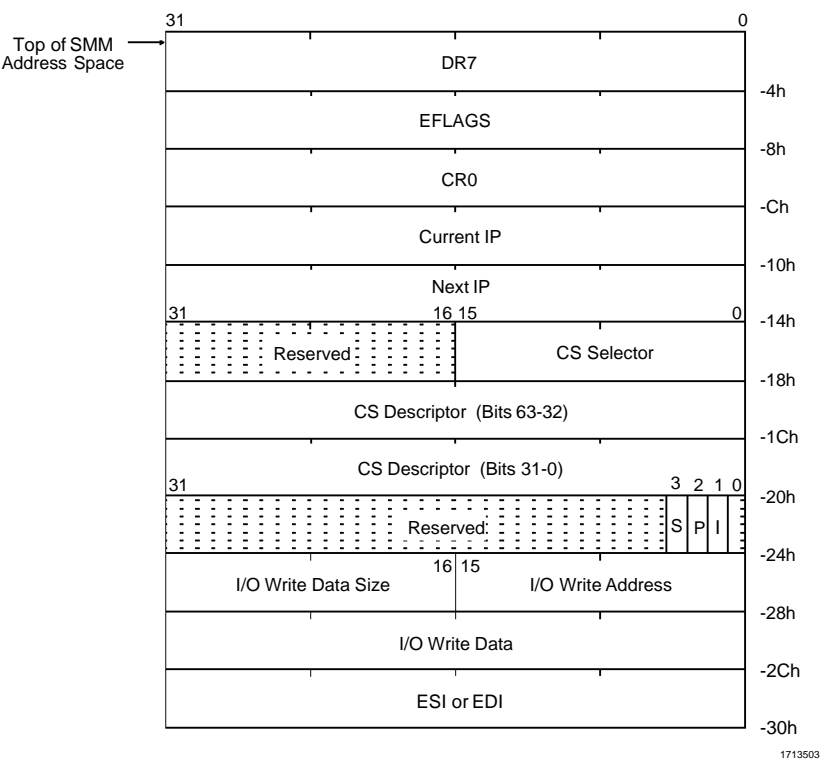 31 0
Top of SMM
Address Space
DR7
-4h
EFLAGS
-8h
CR0
-Ch
Current IP
-10h
Next IP
31 16 15 0
-14h
Reserved CS Selector
-18h
CS Descriptor (Bits 63-32)
-1Ch
CS Descriptor (Bits 31-0)
31 3 2 1 0
-20h
Reserved S P I
-24h
16 15
I/O Write Data Size I/O Write Address
-28h
I/O Write Data
-2Ch
ESI or EDI
-30h
1713503